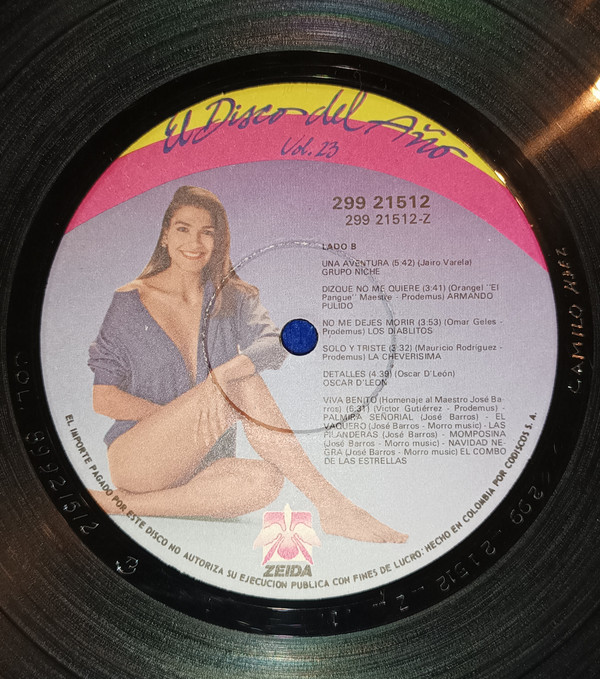 El Disco del Año
Vol. 23
299 21512
299 21512-Z
LADO B
UNA AVENTURA (5:42) (Jairo Varela)
GRUPO NICHE
DIZQUE NO ME QUIERE (3:41) (Orangel "El
Pangue" Maestre - Prodemus) ARMANDO
PULIDO
NO ME DEJES MORIR (3:53) (Omar Geles -
Prodemus) LOS DIABLITOS
SOLO Y TRISTE (3:32) (Mauricio Rodríguez -
Prodemus) LA CHEVERISIMA
DETALLES (4:39) (Oscar D'León)
OSCAR D'LEON
VIVA BENITO (Homenaje al Maestro José Ba-
rros) (6:31) (Víctor Gutiérrez - Prodemus) -
PALMIRA SEÑORIAL (José Barros) - EL
VAQUERO (José Barros - Morro music) - LAS
PILANDERAS (José Barros) - MOMPOSINA
(José Barros - Morro music) - NAVIDAD NE-
GRA (José Barros - Morro music) EL COMBO
DE LAS ESTRELLAS
ZEIDA
EL IMPORTE PAGADO POR ESTE DISCO NO AUTORIZA SU EJECUCION PUBLICA CON FINES DE LUCRO: HECHO EN COLOMBIA POR CODISCOS S. A.
CAMILO
299-21512-Z